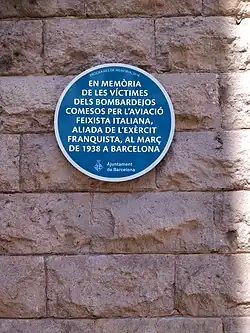 EN MEMÒRIA
DE LES VÍCTIMES
DELS BOMBARDEJOS
COMESOS PER L'AVIACIÓ
FEIXISTA ITALIANA,
ALIADA DE L'EXÈRCIT
FRANQUISTA, AL MARÇ
DE 1938 A BARCELONA
Ajuntament
de Barcelona